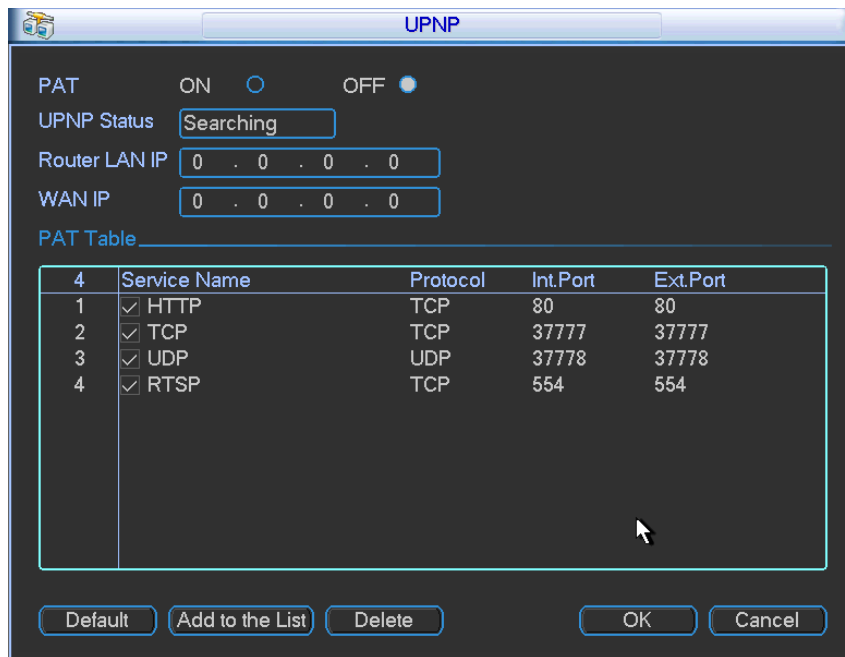 UPNP
PAT ON OFF
UPNP Status Searching
Router LAN IP 0 . 0 . 0 . 0
WAN IP 0 . 0 . 0 . 0
PAT Table
4 Service Name Protocol Int.Port Ext.Port
1 HTTP TCP 80 80
2 TCP TCP 37777 37777
3 UDP UDP 37778 37778
4 RTSP TCP 554 554
Default Add to the List Delete OK Cancel